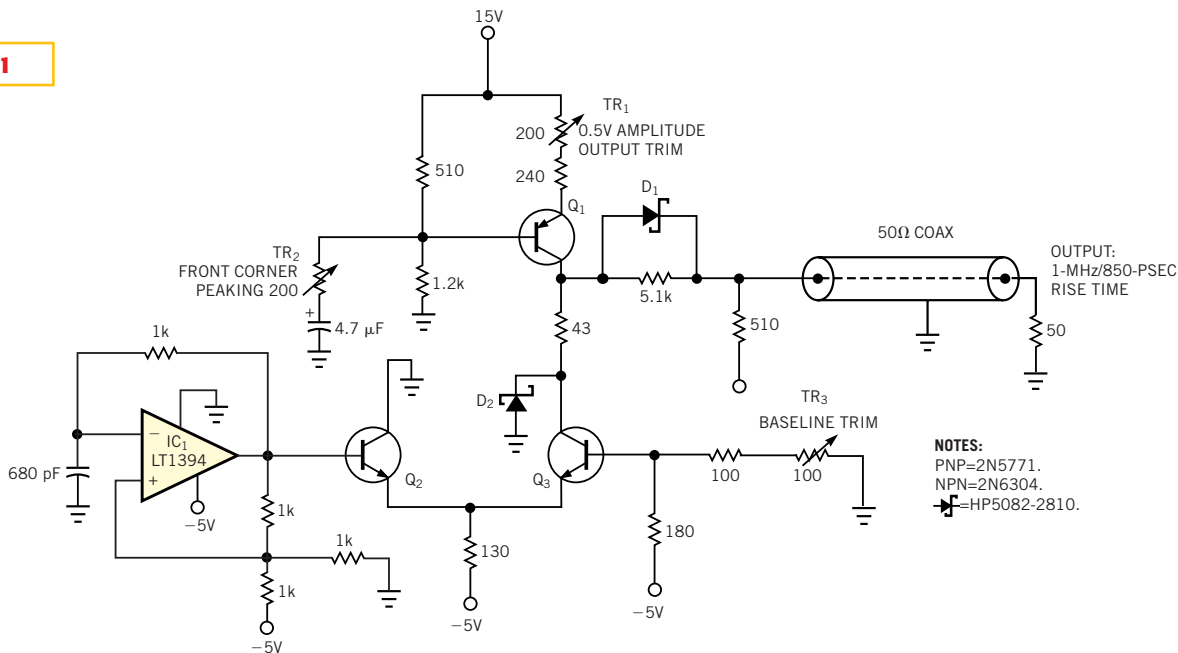 1
15V
TR1
200
0.5V AMPLITUDE
OUTPUT TRIM
240
510
Q1
D1
50Ω COAX
OUTPUT:
1-MHz/850-PSEC
RISE TIME
TR2
FRONT CORNER
PEAKING 200
1.2k
5.1k
+
4.7 µF
43
510
50
1k
D2
TR3
BASELINE TRIM
−
IC1
LT1394
+
680 pF
Q2
Q3
100
100
NOTES:
PNP=2N5771.
NPN=2N6304.
=HP5082-2810.
−5V
1k
1k
130
180
1k
−5V
−5V
−5V